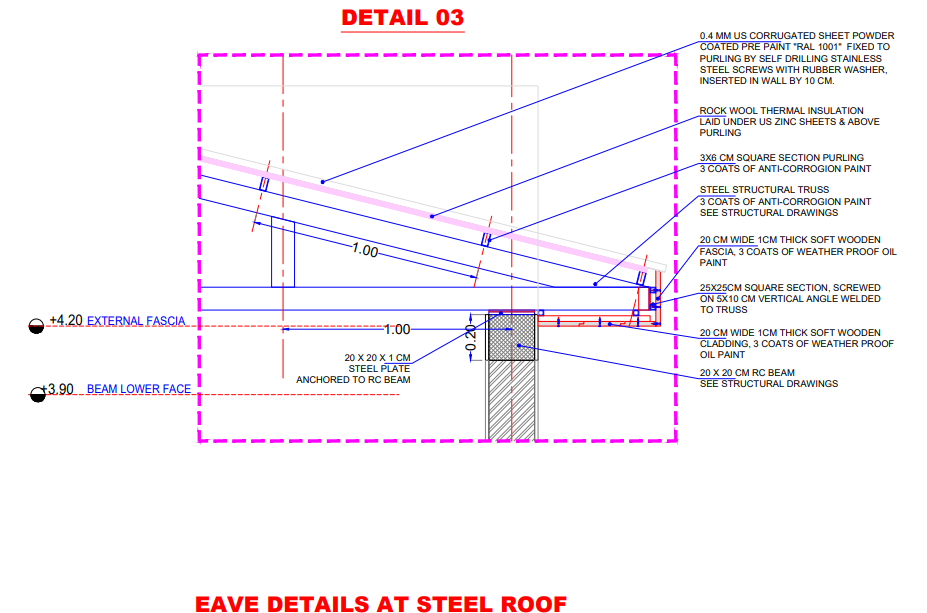 DETAIL 03
0.4 MM US CORRUGATED SHEET POWDER
COATED PRE PAINT "RAL 1001" FIXED TO
PURLING BY SELF DRILLING STAINLESS
STEEL SCREWS WITH RUBBER WASHER,
INSERTED IN WALL BY 10 CM.
ROCK WOOL THERMAL INSULATION
LAID UNDER US ZINC SHEETS & ABOVE
PURLING
3X6 CM SQUARE SECTION PURLING
3 COATS OF ANTI-CORROGION PAINT
STEEL STRUCTURAL TRUSS
3 COATS OF ANTI-CORROGION PAINT
SEE STRUCTURAL DRAWINGS
20 CM WIDE 1CM THICK SOFT WOODEN
FASCIA, 3 COATS OF WEATHER PROOF OIL
PAINT
25X25CM SQUARE SECTION, SCREWED
ON 5X10 CM VERTICAL ANGLE WELDED
TO TRUSS
20 CM WIDE 1CM THICK SOFT WOODEN
CLADDING, 3 COATS OF WEATHER PROOF
OIL PAINT
20 X 20 CM RC BEAM
SEE STRUCTURAL DRAWINGS
1.00
+4.20 EXTERNAL FASCIA
1.00
0.20
20 X 20 X 1 CM
STEEL PLATE
ANCHORED TO RC BEAM
+3.90 BEAM LOWER FACE
EAVE DETAILS AT STEEL ROOF